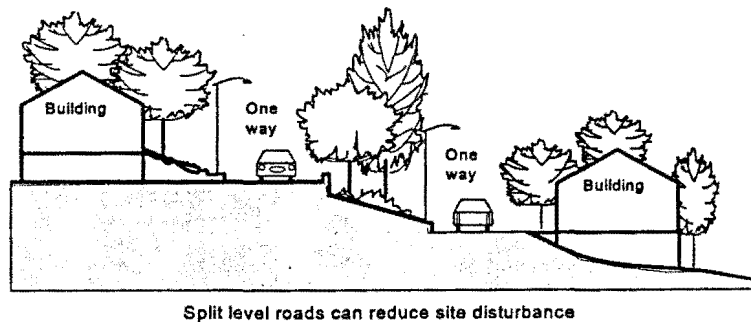 Building
One
way
One
way
Building
Split level roads can reduce site disturbance